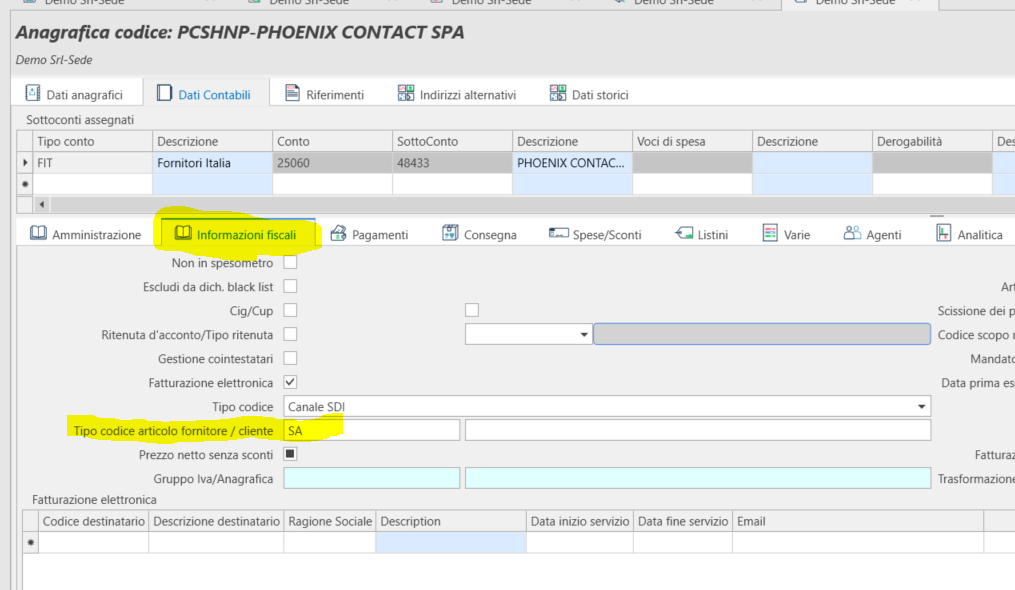 Demo Srl-Sede Demo Srl-Sede Demo Srl-Sede Demo Srl-Sede Demo Srl-Sede
Anagrafica codice: PCSHNP-PHOENIX CONTACT SPA
Demo Srl-Sede
Dati anagrafici Dati Contabili Riferimenti Indirizzi alternativi Dati storici
Sottoconti assegnati
Tipo conto Descrizione Conto SottoConto Descrizione Voci di spesa Descrizione Derogabilità Des
FIT Fornitori Italia 25060 48433 PHOENIX CONTAC...
Amministrazione Informazioni fiscali Pagamenti Consegna Spese/Sconti Listini Varie Agenti Analitica
Non in spesometro
Escludi da dich. black list Art
Cig/Cup Scissione dei p
Ritenuta d'acconto/Tipo ritenuta Codice scopo
Gestione cointestatari Mandato
Fatturazione elettronica Data prima es
Tipo codice Canale SDI
Tipo codice articolo fornitore / cliente SA
Prezzo netto senza sconti Fatturaz
Gruppo Iva/Anagrafica Trasformazione
Fatturazione elettronica
Codice destinatario Descrizione destinatario Ragione Sociale Description Data inizio servizio Data fine servizio Email